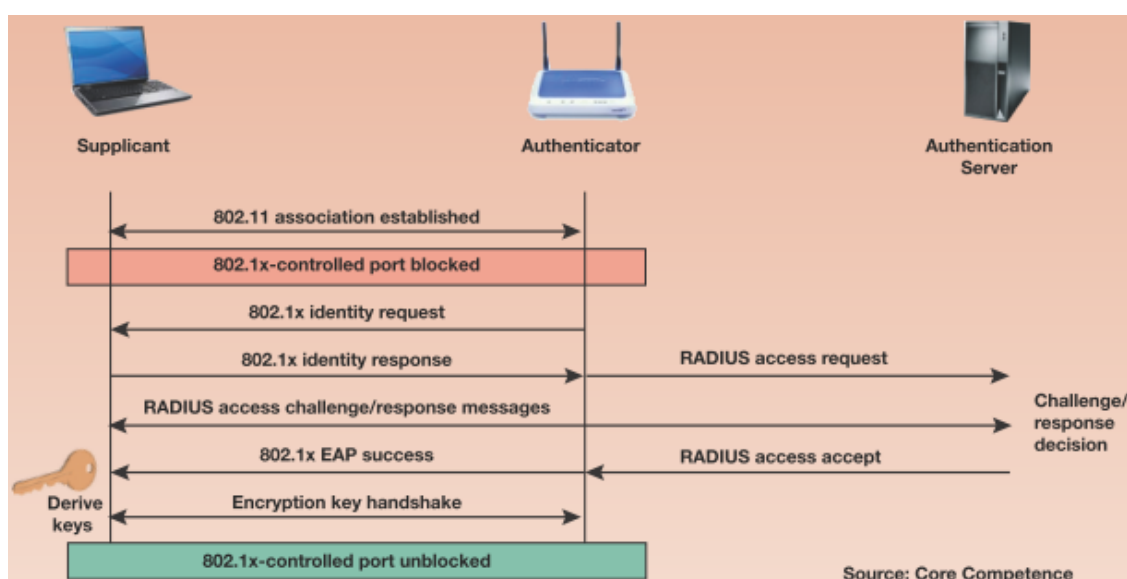 Supplicant
Authenticator
Authentication
Server
802.11 association established
802.1x-controlled port blocked
802.1x identity request
802.1x identity response
RADIUS access request
RADIUS access challenge/response messages
Challenge/
response
decision
802.1x EAP success
RADIUS access accept
Derive
keys
Encryption key handshake
802.1x-controlled port unblocked
Source: Core Competence